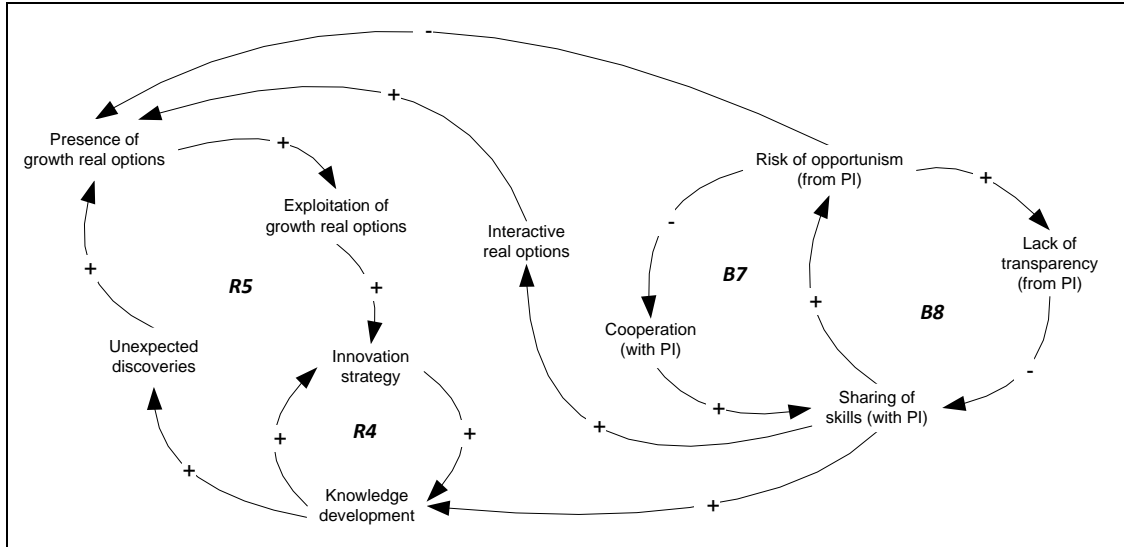 -
+
Presence of
growth real options
+
Risk of opportunism
(from PI)
+
Exploitation of
growth real options
-
Interactive
real options
Lack of
transparency
(from PI)
+
R5
+
B7
+
B8
Unexpected
discoveries
Innovation
strategy
Cooperation
(with PI)
-
+
Sharing of
skills (with PI)
+
R4
+
+
+
Knowledge
development
+